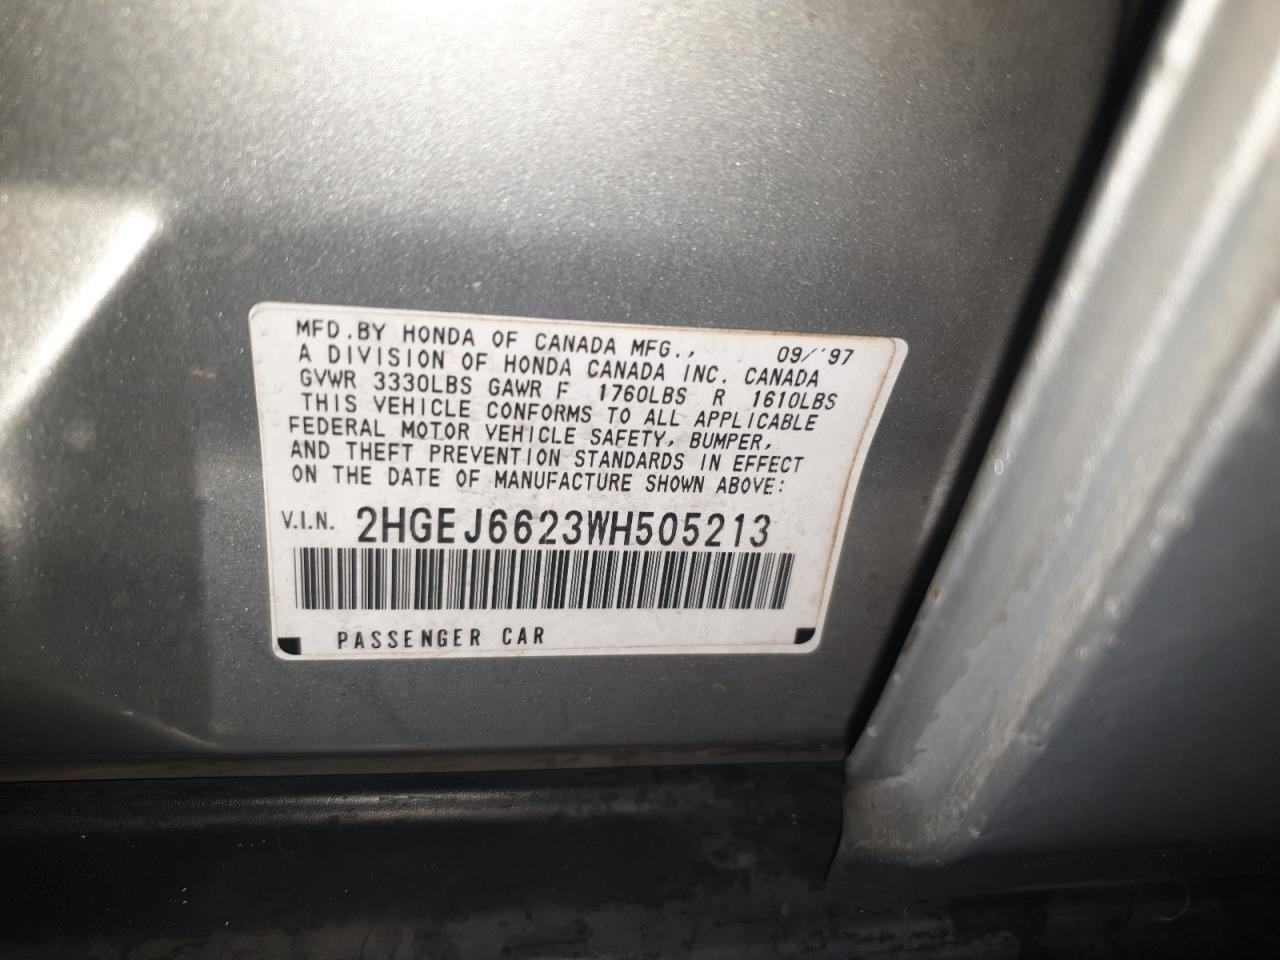 MFD.BY HONDA OF CANADA MFG., 09/'97
A DIVISION OF HONDA CANADA INC. CANADA
GVWR 3330LBS GAWR F 1760LBS R 1610LBS
THIS VEHICLE CONFORMS TO ALL APPLICABLE
FEDERAL MOTOR VEHICLE SAFETY, BUMPER,
AND THEFT PREVENTION STANDARDS IN EFFECT
ON THE DATE OF MANUFACTURE SHOWN ABOVE:
V.I.N. 2HGEJ6623WH505213
PASSENGER CAR